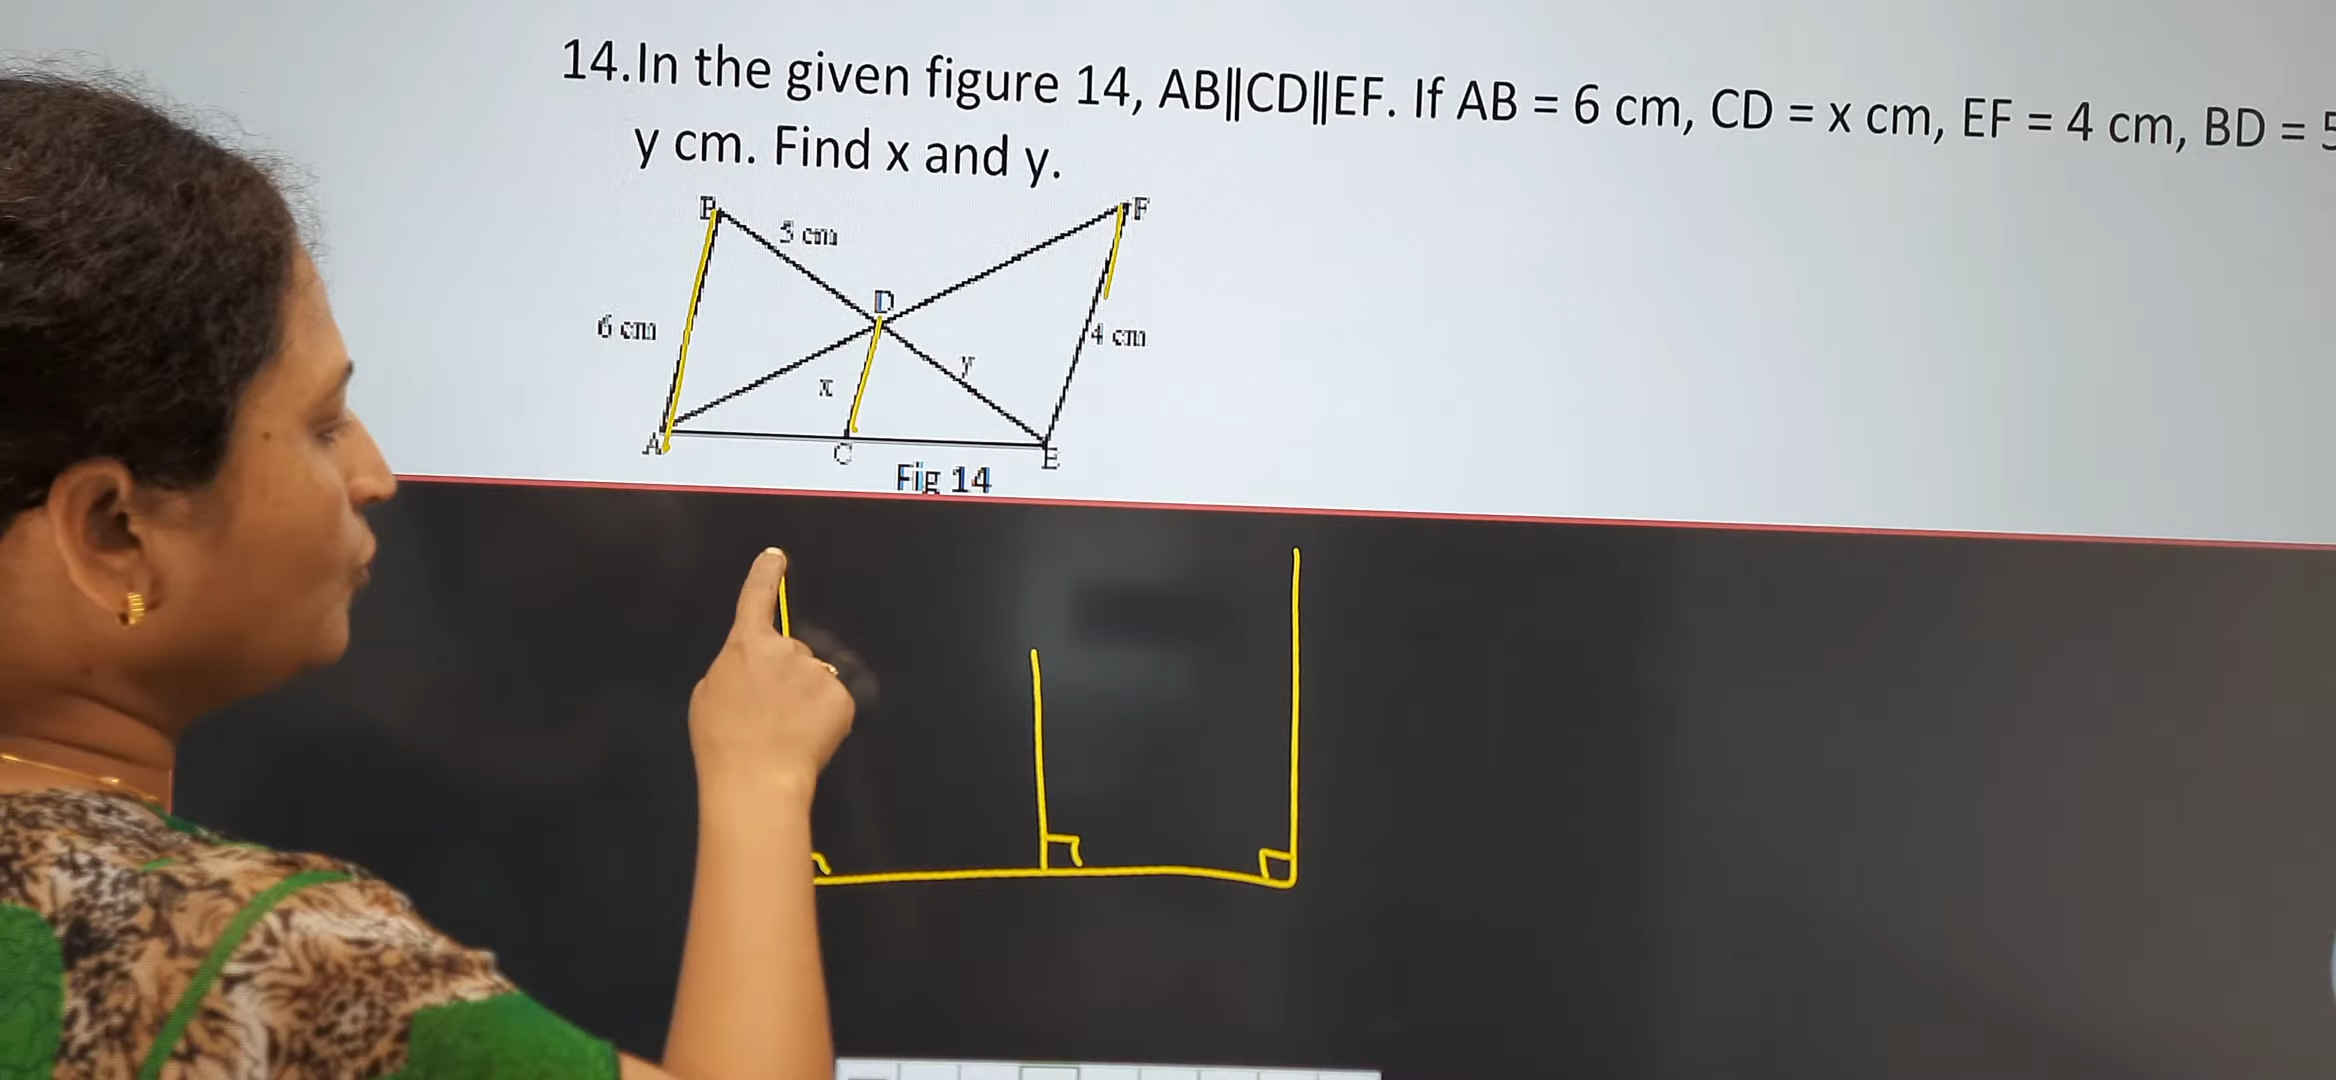 14.In the given figure 14, AB||CD||EF. If AB = 6 cm, CD = x cm, EF = 4 cm, BD = 5
y cm. Find x and y.
B
F
5 cm
D
6 cm
4 cm
y
x
A
C
E
Fig 14